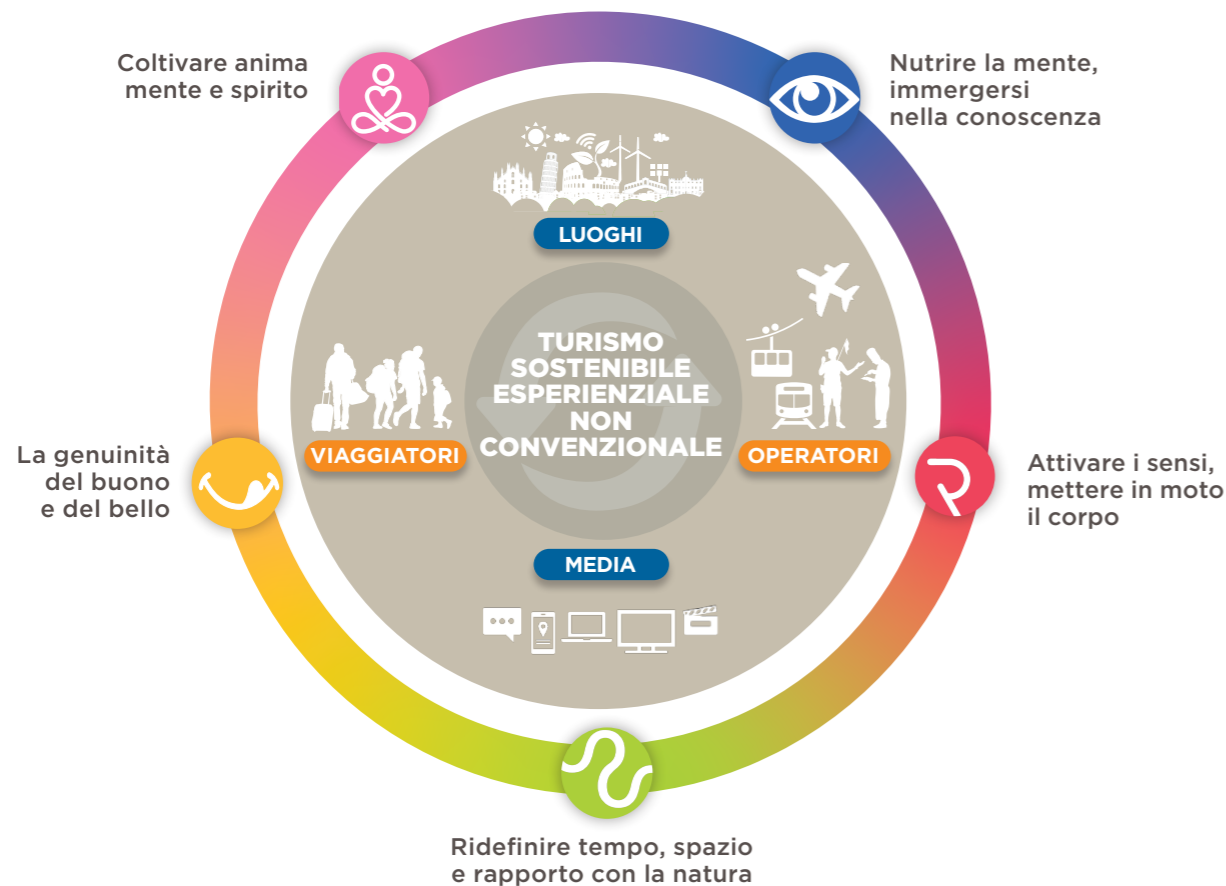 Coltivare anima
mente e spirito
Nutrire la mente,
immergersi
nella conoscenza
LUOGHI
TURISMO
SOSTENIBILE
ESPERIENZIALE
NON
CONVENZIONALE
VIAGGIATORI
OPERATORI
La genuinità
del buono
e del bello
Attivare i sensi,
mettere in moto
il corpo
MEDIA
Ridefinire tempo, spazio
e rapporto con la natura